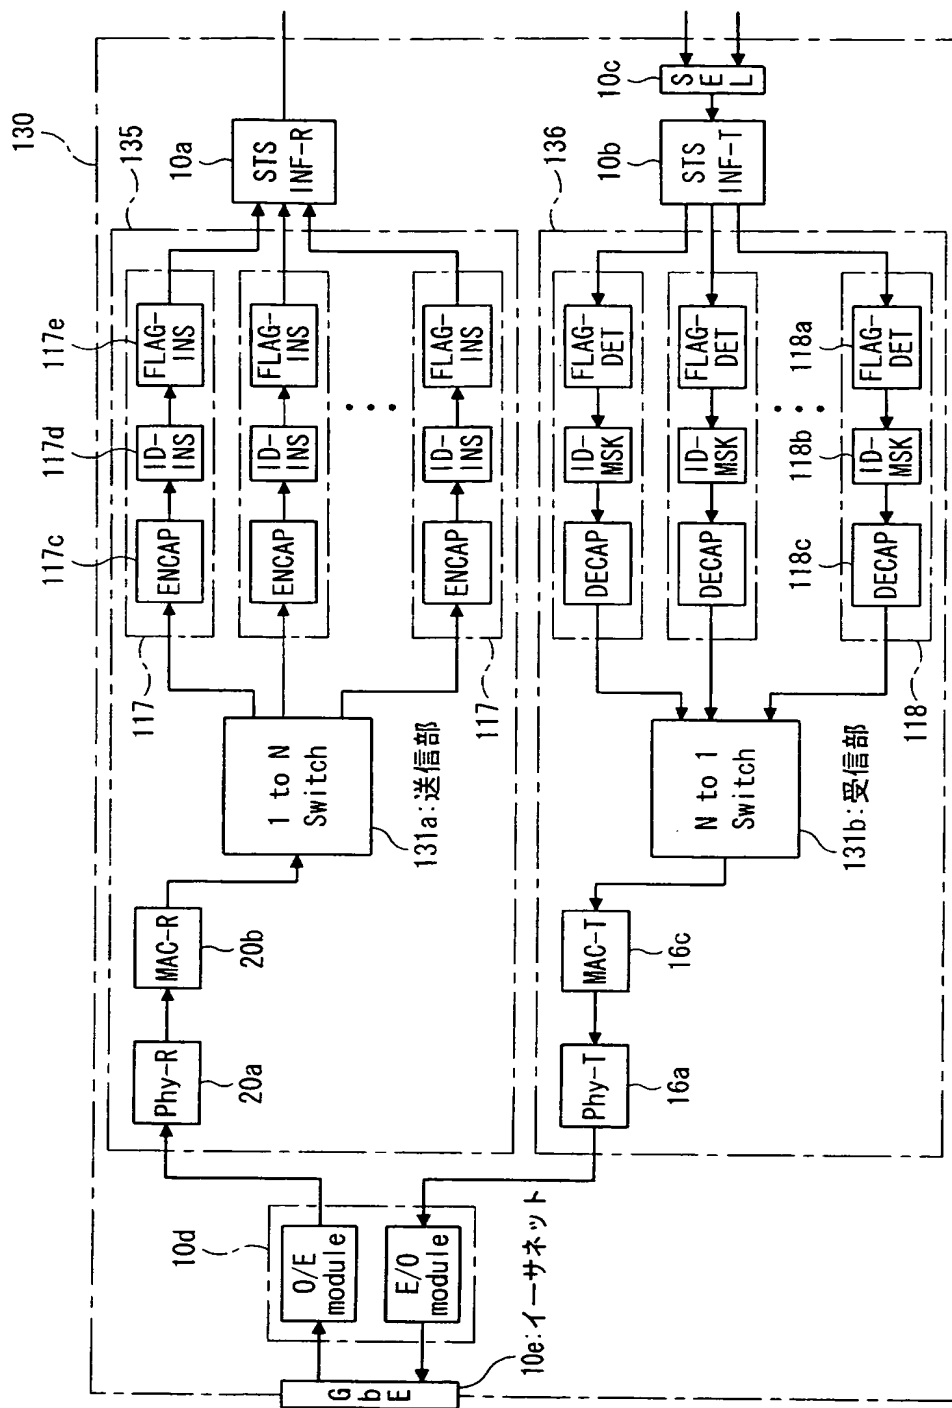 130
135
10a
STS
INF-R
117e
FLAG-
INS
117d
ID-
INS
117c
ENCAP
117
FLAG-
INS
ID-
INS
ENCAP
FLAG-
INS
ID-
INS
ENCAP
117
1 to N
Switch
131a:送信部
MAC-R
20b
Phy-R
20a
10d
O/E
module
E/O
module
GbE
10e:イーサネット
136
10c
SEL
10b
STS
INF-T
FLAG-
DET
ID-
MSK
DECAP
FLAG-
DET
ID-
MSK
DECAP
118a
FLAG-
DET
118b
ID-
MSK
118c
DECAP
118
N to 1
Switch
131b:受信部
MAC-T
16c
Phy-T
16a